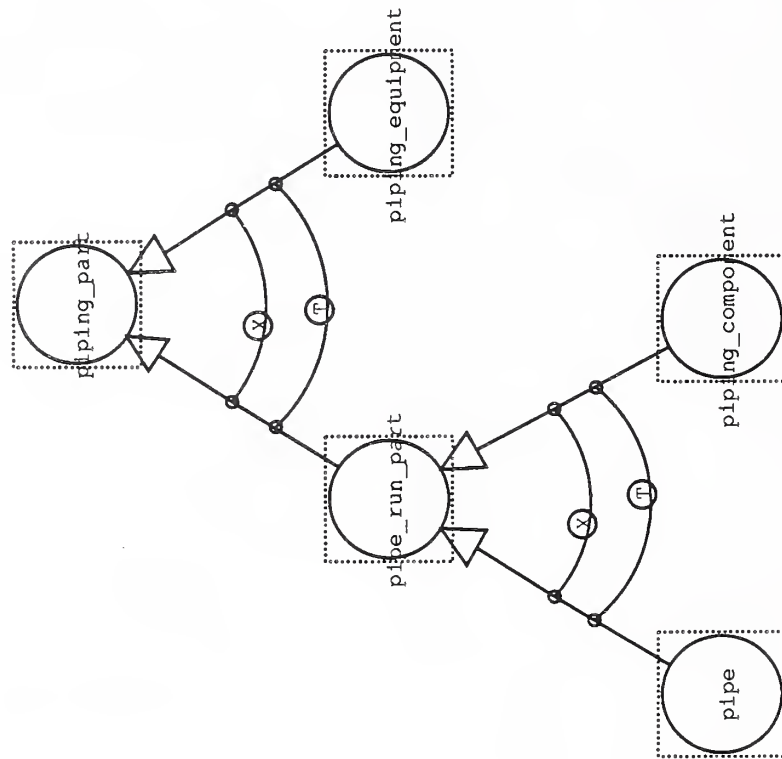 piping_part
piping_equipment
X
T
pipe_run_part
piping_component
X
T
pipe